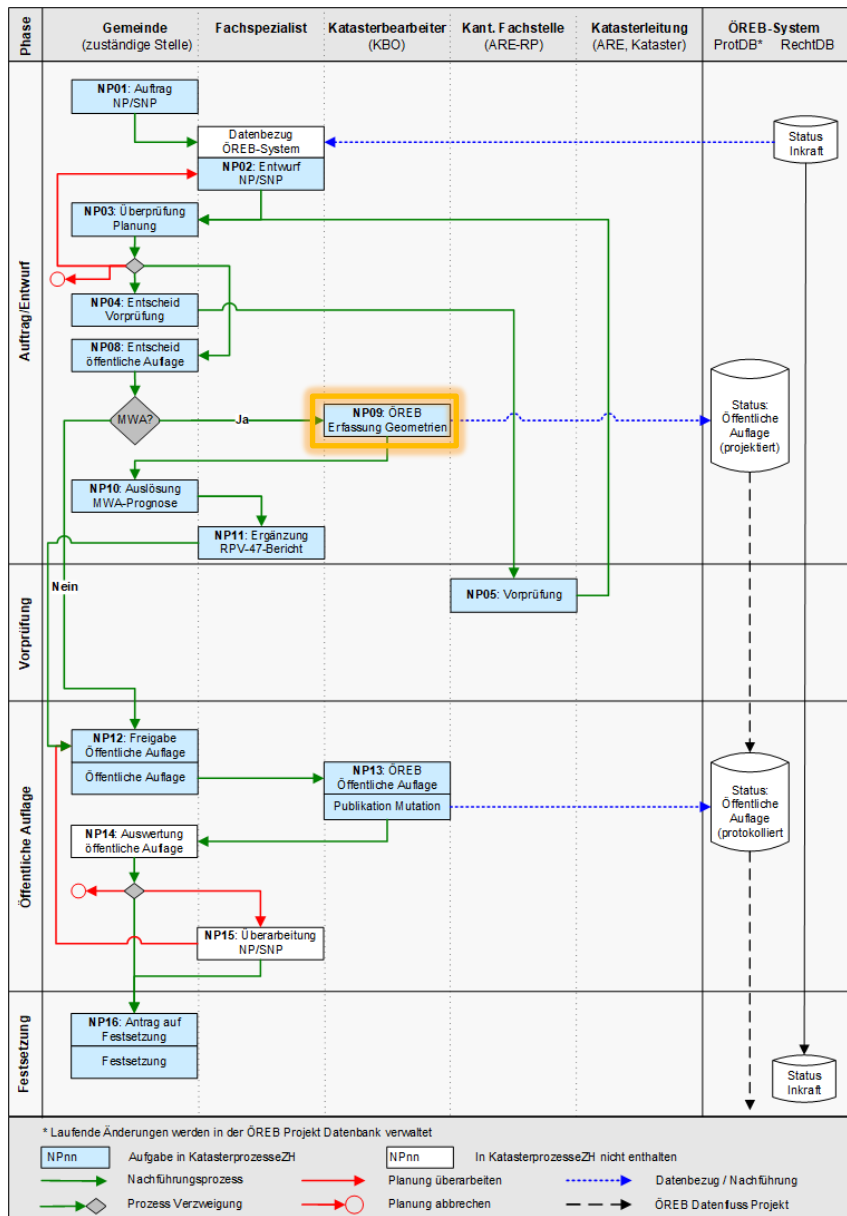 Phase
Gemeinde
(zuständige Stelle)
Fachspezialist
Katasterbearbeiter
(KBO)
Kant. Fachstelle
(ARE-RP)
Katasterleitung
(ARE, Kataster)
ÖREB-System
ProtDB* RechtDB
Auftrag/Entwurf
NP01: Auftrag
NP/SNP
Datenbezug
ÖREB-System
NP02: Entwurf
NP/SNP
Status
Inkraft
NP03: Überprüfung
Planung
NP04: Entscheid
Vorprüfung
NP08: Entscheid
öffentliche Auflage
MWA?
Ja
NP09: ÖREB
Erfassung Geometrien
Status:
Öffentliche
Auflage
(projektiert)
NP10: Auslösung
MWA-Prognose
NP11: Ergänzung
RPV-47-Bericht
Nein
Vorprüfung
NP05: Vorprüfung
Öffentliche Auflage
NP12: Freigabe
Öffentliche Auflage
Öffentliche Auflage
NP13: ÖREB
Öffentliche Auflage
Publikation Mutation
Status:
Öffentliche
Auflage
(protokolliert
NP14: Auswertung
öffentliche Auflage
NP15: Überarbeitung
NP/SNP
Festsetzung
NP16: Antrag auf
Festsetzung
Festsetzung
Status
Inkraft
* Laufende Änderungen werden in der ÖREB Projekt Datenbank verwaltet
NPnn Aufgabe in KatasterprozesseZH NPnn In KatasterprozesseZH nicht enthalten
Nachführungsprozess Planung überarbeiten Datenbezug / Nachführung
Prozess Verzweigung Planung abbrechen ÖREB Datenfluss Projekt